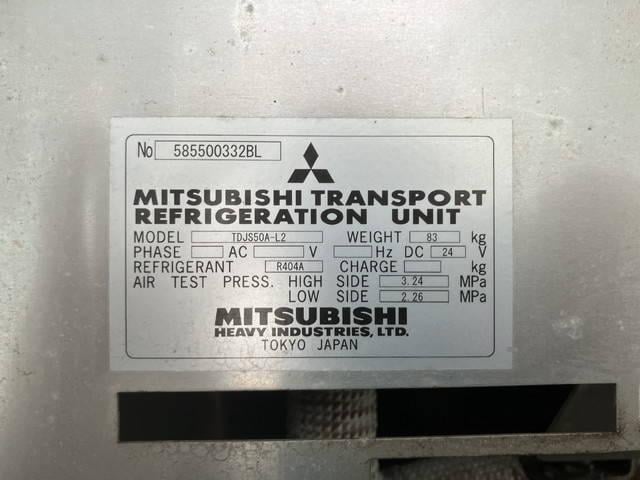 No 585500332BL
MITSUBISHI TRANSPORT
REFRIGERATION UNIT
MODEL TDJS50A-L2 WEIGHT 83 kg
PHASE AC V Hz DC 24 V
REFRIGERANT R404A CHARGE kg
AIR TEST PRESS. HIGH SIDE 3.24 MPa
LOW SIDE 2.26 MPa
MITSUBISHI
HEAVY INDUSTRIES, LTD.
TOKYO JAPAN